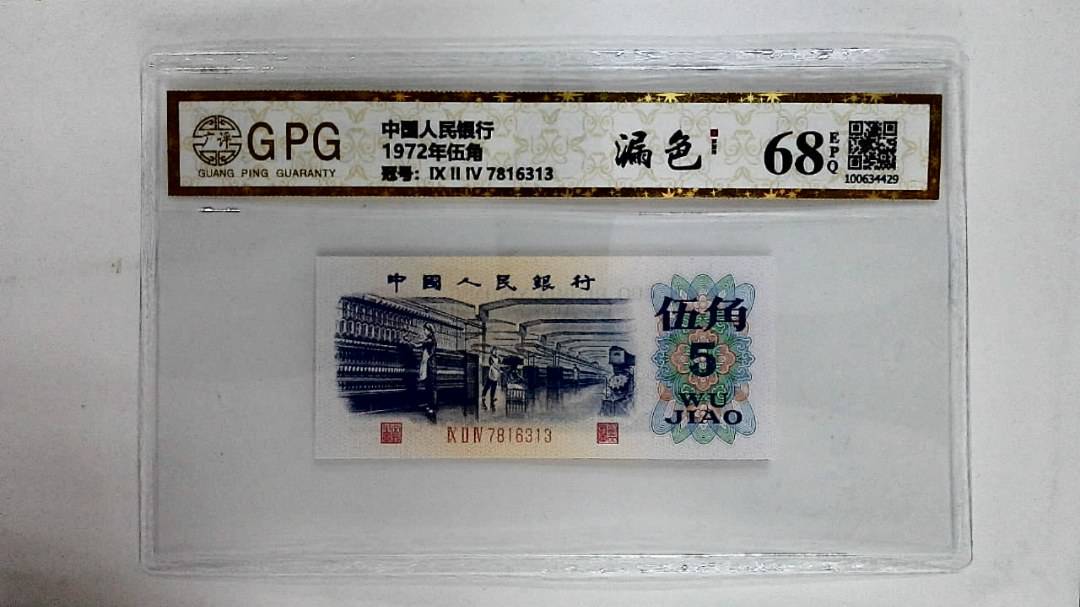 GPG
GUANG PING GUARANTY
中国人民银行
1972年伍角
冠号：IX II IV 7816313
漏色
68
EPQ
100634429
中國人民銀行
伍角
5
WU
JIAO
IX II IV 7816313